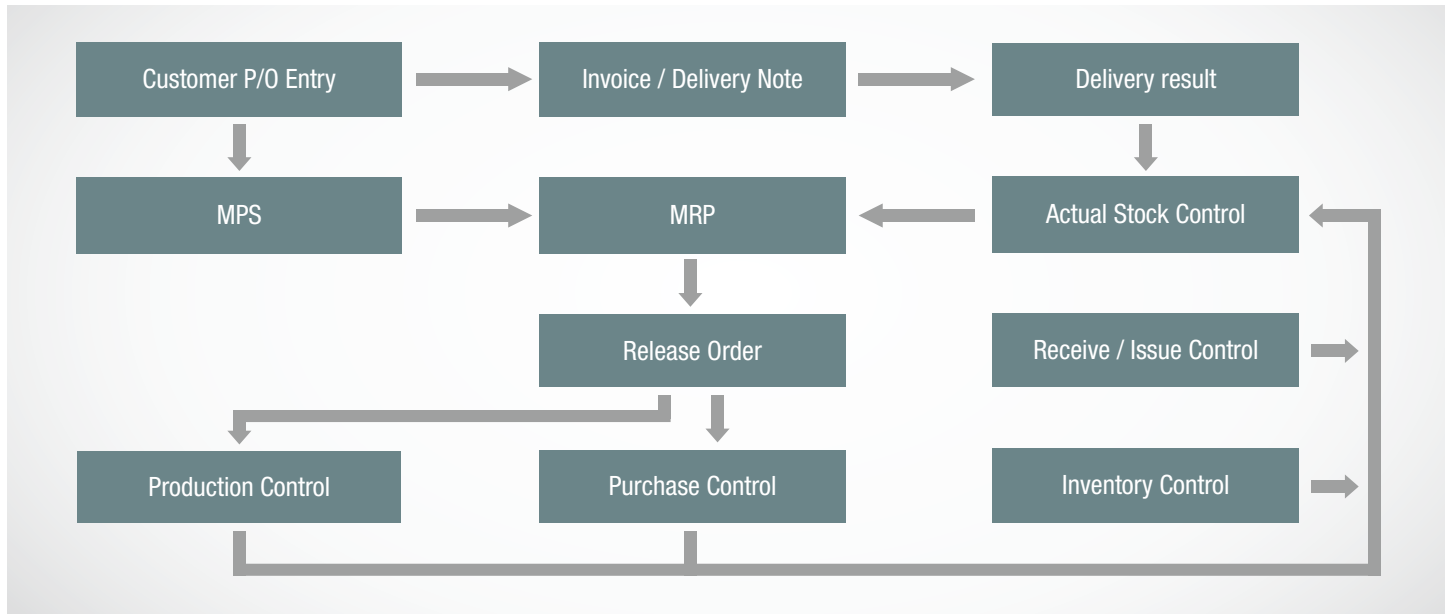 Customer P/O Entry
Invoice / Delivery Note
Delivery result
MPS
MRP
Actual Stock Control
Release Order
Receive / Issue Control
Production Control
Purchase Control
Inventory Control